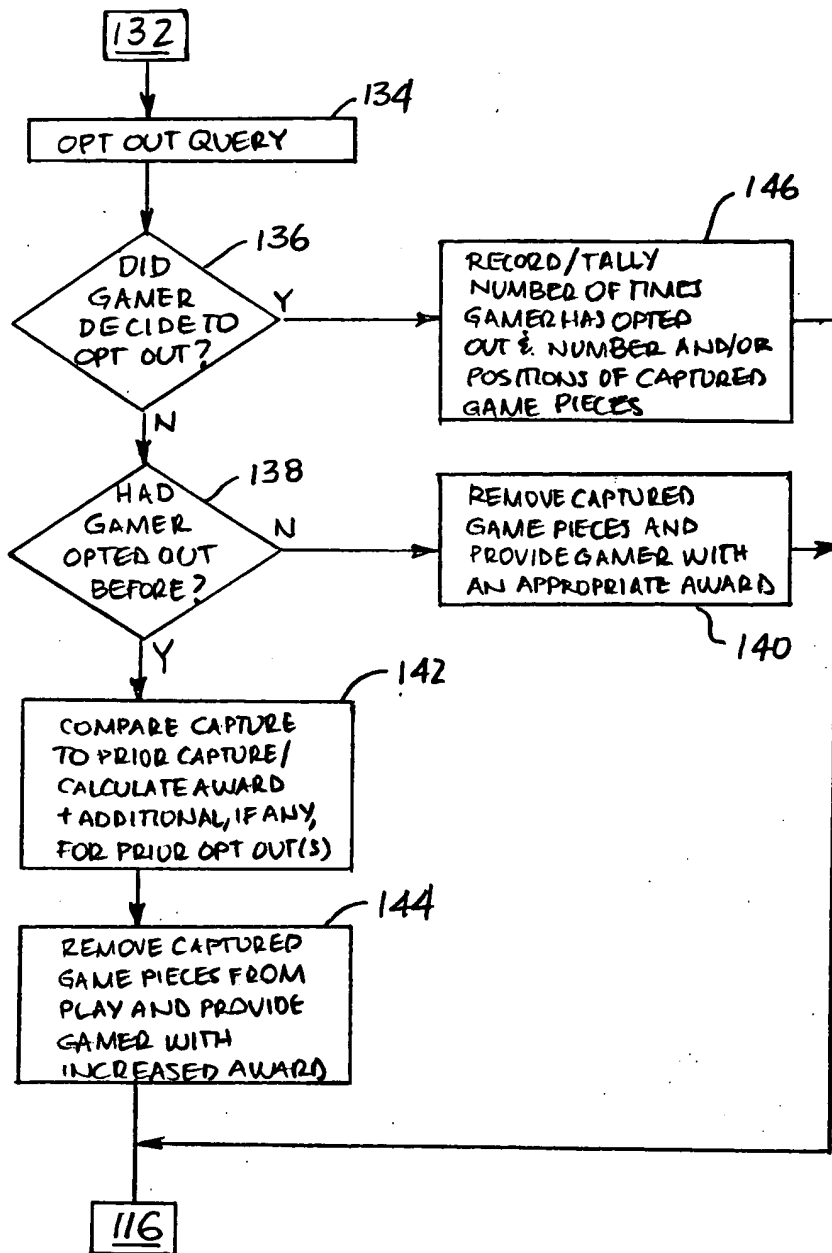 132
134
OPT OUT QUERY
136
DID
GAMER
DECIDE TO
OPT OUT?
Y
N
146
RECORD/TALLY
NUMBER OF TIMES
GAMER HAS OPTED
OUT & NUMBER AND/OR
POSITIONS OF CAPTURED
GAME PIECES
138
HAD
GAMER
OPTED OUT
BEFORE?
N
Y
REMOVE CAPTURED
GAME PIECES AND
PROVIDE GAMER WITH
AN APPROPRIATE AWARD
140
142
COMPARE CAPTURE
TO PRIOR CAPTURE/
CALCULATE AWARD
+ ADDITIONAL, IF ANY,
FOR PRIOR OPT OUT(S)
144
REMOVE CAPTURED
GAME PIECES FROM
PLAY AND PROVIDE
GAMER WITH
INCREASED AWARD
116